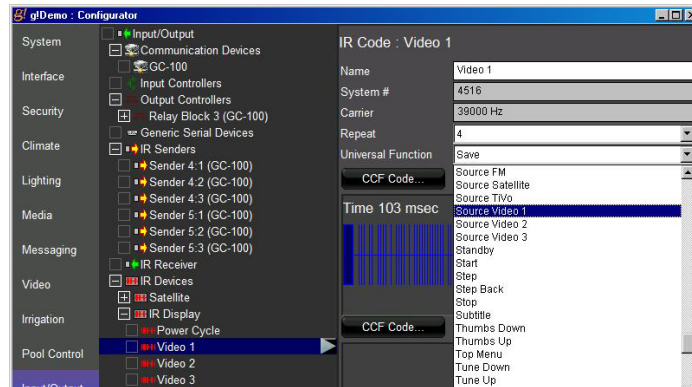 g! g!Demo : Configurator
System
Interface
Security
Climate
Lighting
Media
Messaging
Video
Irrigation
Pool Control
Input/Output
Input/Output
Communication Devices
GC-100
Input Controllers
Output Controllers
Relay Block 3 (GC-100)
Generic Serial Devices
IR Senders
Sender 4:1 (GC-100)
Sender 4:2 (GC-100)
Sender 4:3 (GC-100)
Sender 5:1 (GC-100)
Sender 5:2 (GC-100)
Sender 5:3 (GC-100)
IR Receiver
IR Devices
Satellite
IR Display
Power Cycle
Video 1
Video 2
Video 3
IR Code : Video 1
Name Video 1
System # 4516
Carrier 39000 Hz
Repeat 4
Universal Function Save
CCF Code...
Time 103 msec
CCF Code...
Source FM
Source Satellite
Source TiVo
Source Video 1
Source Video 2
Source Video 3
Standby
Start
Step
Step Back
Stop
Subtitle
Thumbs Down
Thumbs Up
Top Menu
Tune Down
Tune Up